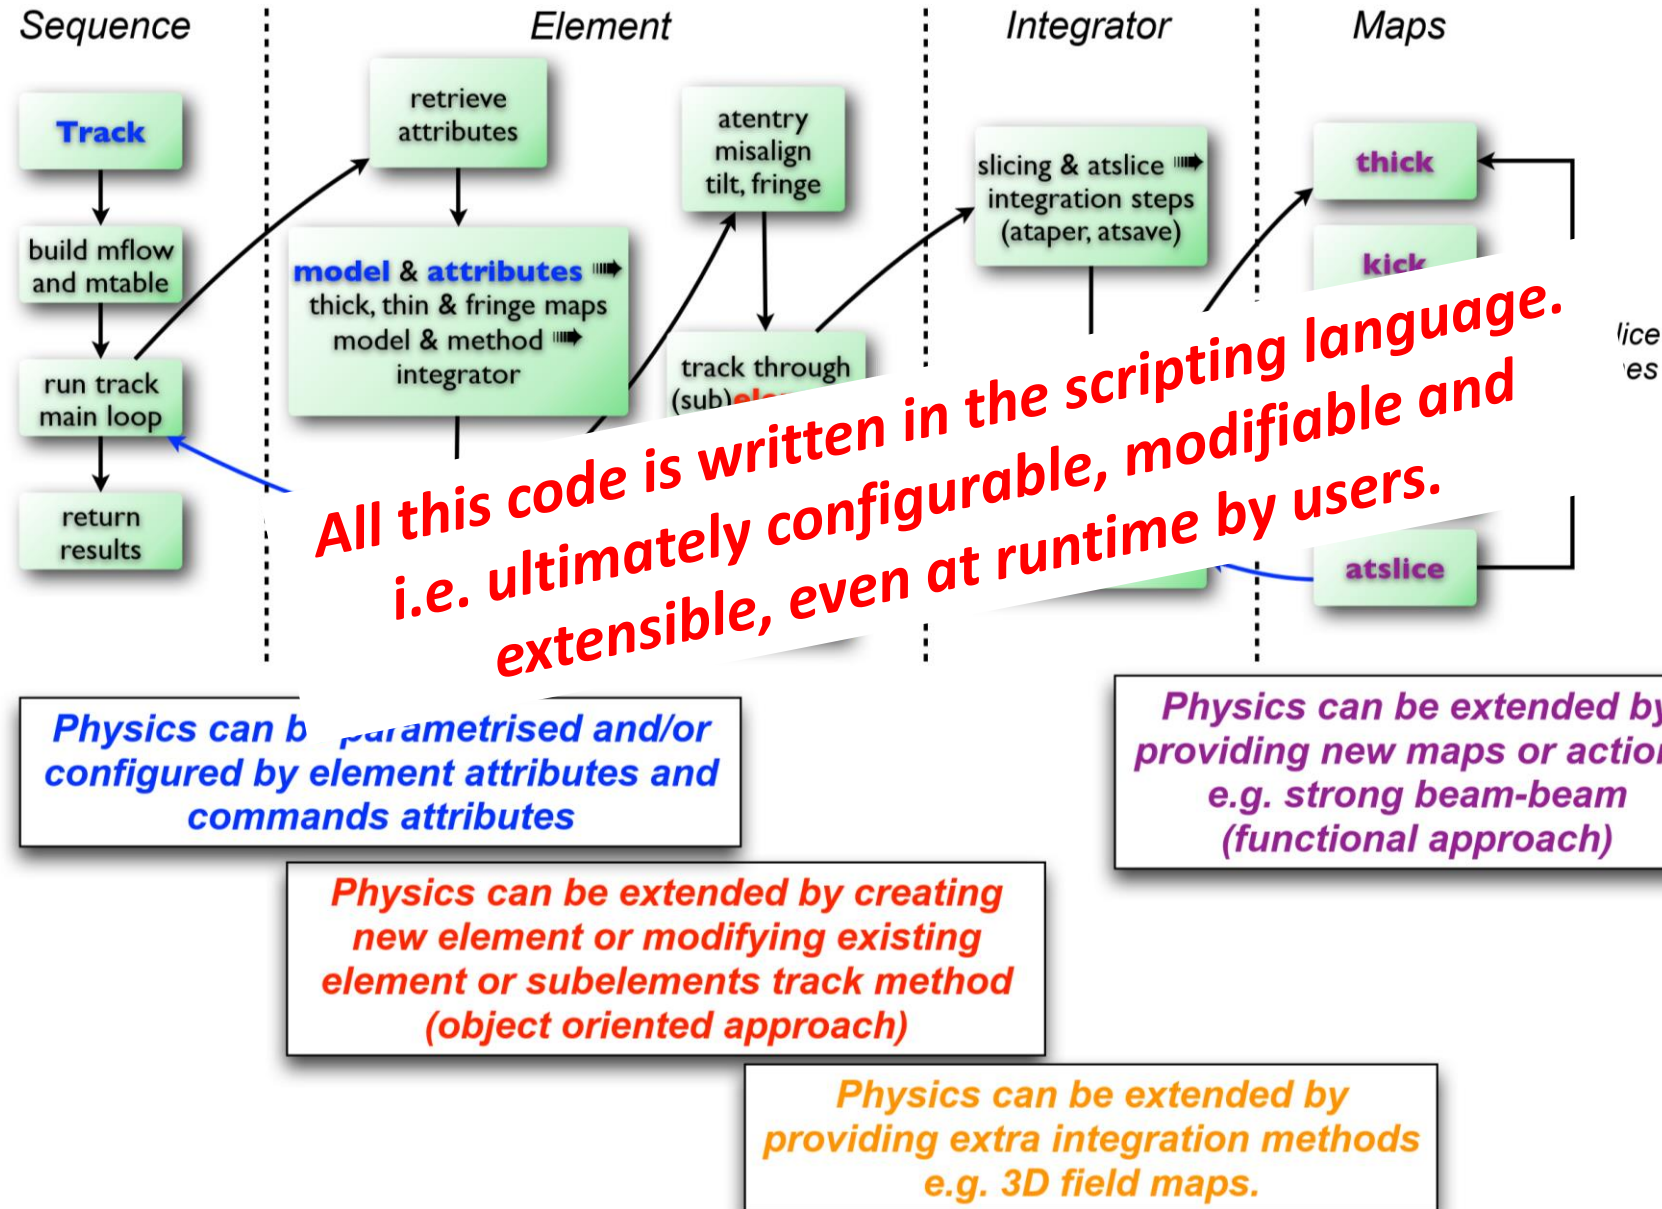 Sequence
Element
Integrator
Maps
Track
build mflow
and mtable
run track
main loop
return
results
retrieve
attributes
model & attributes ➠
thick, thin & fringe maps
model & method ➠
integrator
atentry
misalign
tilt, fringe
track through
(sub)
slicing & atslice ➠
integration steps
(ataper, atsave)
thick
kick
atslice
All this code is written in the scripting language.
i.e. ultimately configurable, modifiable and
extensible, even at runtime by users.
Physics can be parametrised and/or
configured by element attributes and
commands attributes
Physics can be extended by
providing new maps or action
e.g. strong beam-beam
(functional approach)
Physics can be extended by creating
new element or modifying existing
element or subelements track method
(object oriented approach)
Physics can be extended by
providing extra integration methods
e.g. 3D field maps.